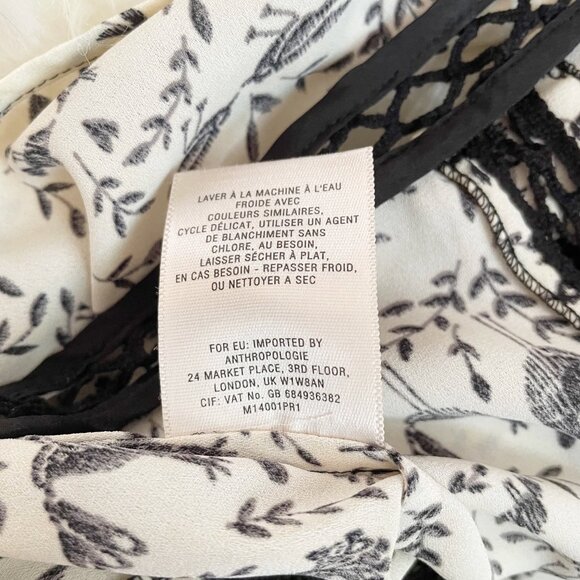 LAVER À LA MACHINE À L'EAU
FROIDE AVEC
COULEURS SIMILAIRES,
CYCLE DÉLICAT, UTILISER UN AGENT
DE BLANCHIMENT SANS
CHLORE, AU BESOIN,
LAISSER SÉCHER À PLAT,
EN CAS BESOIN - REPASSER FROID,
OU NETTOYER A SEC
FOR EU: IMPORTED BY
ANTHROPOLOGIE
24 MARKET PLACE, 3RD FLOOR,
LONDON, UK W1W8AN
CIF: VAT No. GB 684936382
M14001PR1